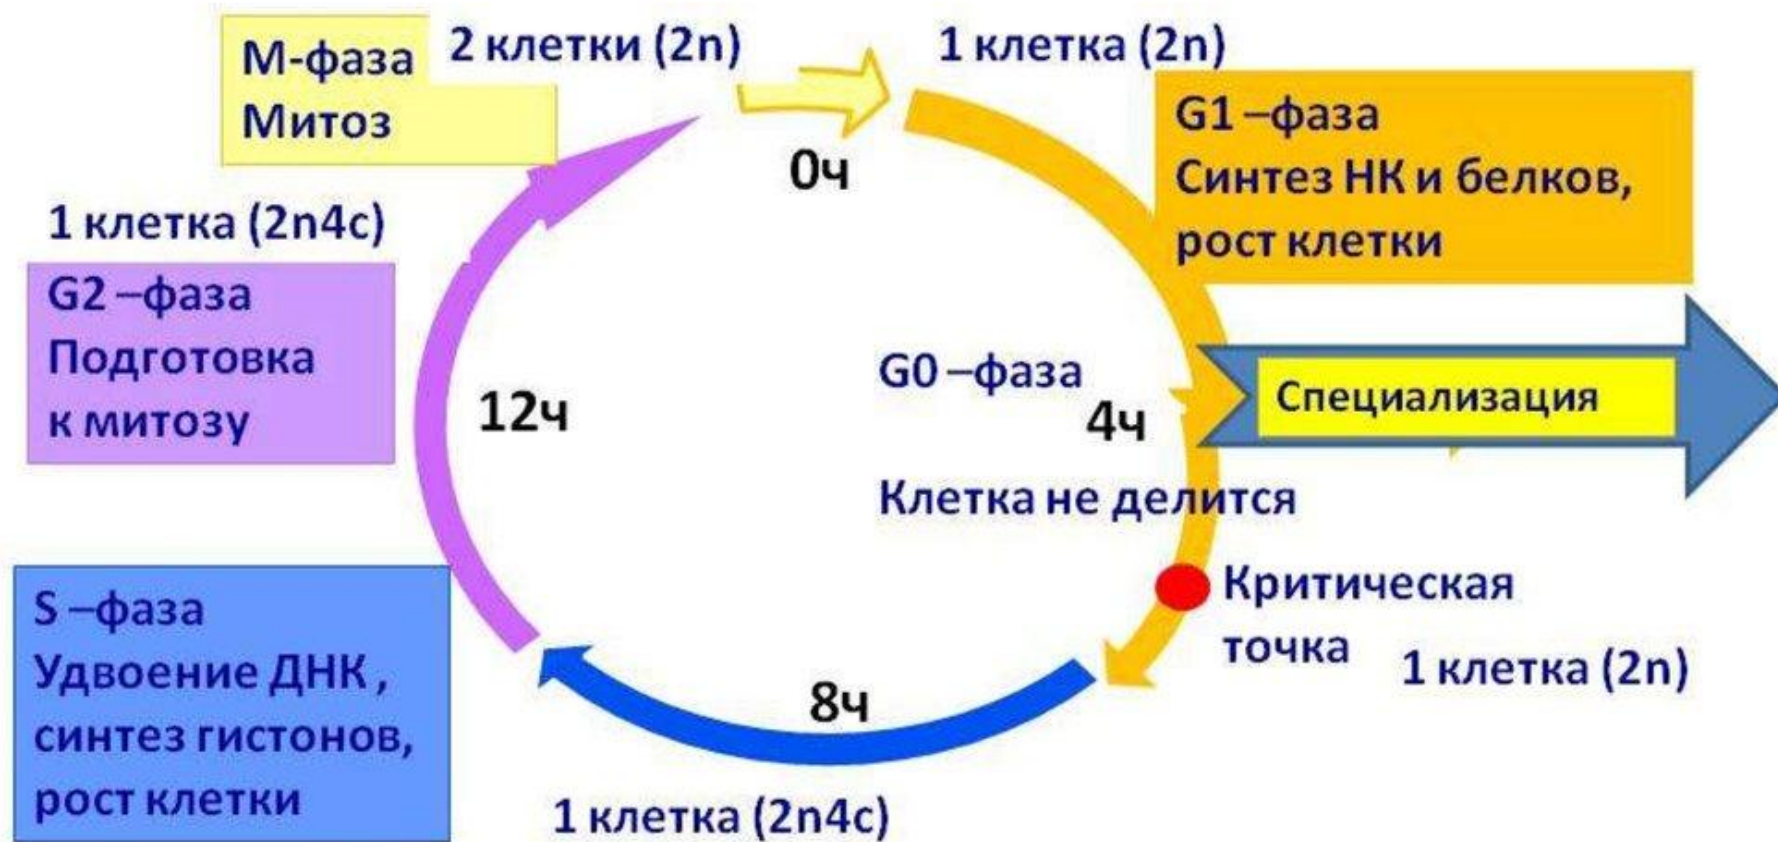 М-фаза
Митоз
2 клетки (2n)
1 клетка (2n)
0ч
G1 –фаза
Синтез НК и белков,
рост клетки
1 клетка (2n4c)
G2 –фаза
Подготовка
к митозу
12ч
G0 –фаза
4ч
Специализация
Клетка не делится
Критическая
точка
1 клетка (2n)
S –фаза
Удвоение ДНК ,
синтез гистонов,
рост клетки
8ч
1 клетка (2n4c)